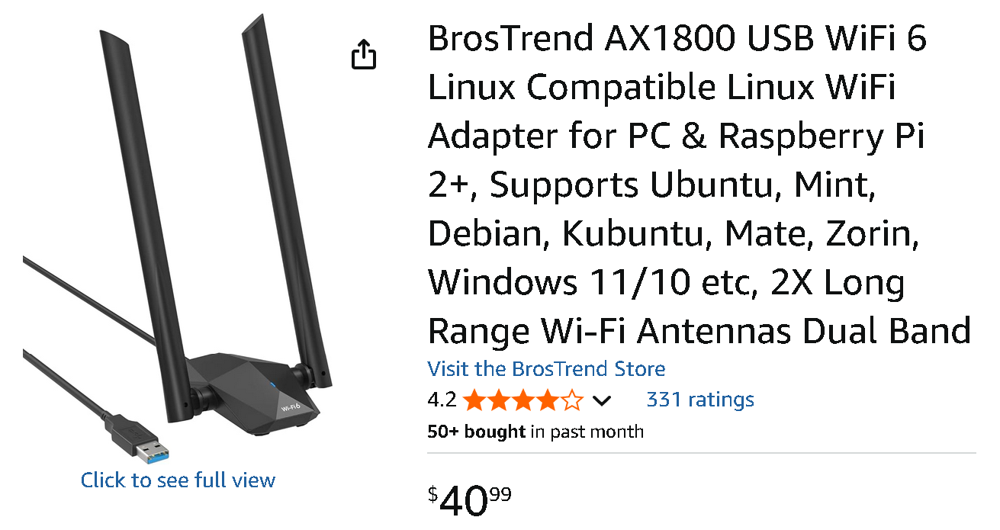 BrosTrend AX1800 USB WiFi 6
Linux Compatible Linux WiFi
Adapter for PC & Raspberry Pi
2+, Supports Ubuntu, Mint,
Debian, Kubuntu, Mate, Zorin,
Windows 11/10 etc, 2X Long
Range Wi-Fi Antennas Dual Band
Visit the BrosTrend Store
4.2 331 ratings
50+ bought in past month
$40.99
Wi-Fi 6
Click to see full view